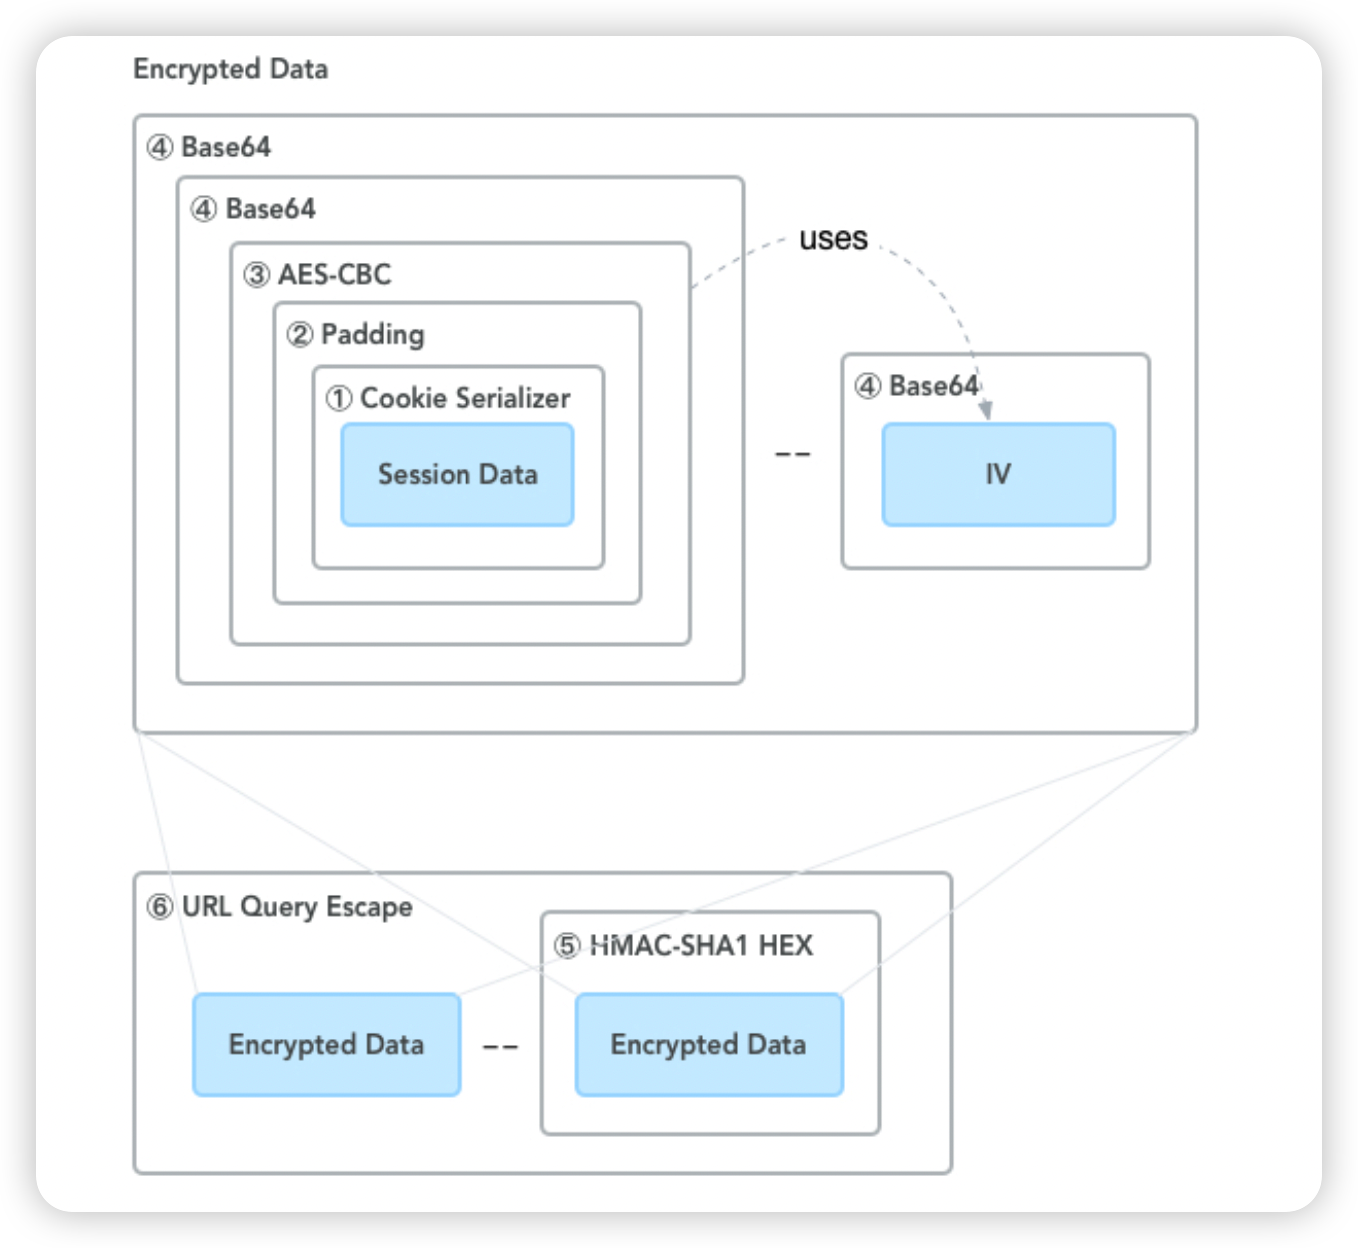 Encrypted Data
④ Base64
④ Base64
③ AES-CBC
② Padding
① Cookie Serializer
Session Data
uses
--
④ Base64
IV
⑥ URL Query Escape
Encrypted Data
--
⑤ HMAC-SHA1 HEX
Encrypted Data